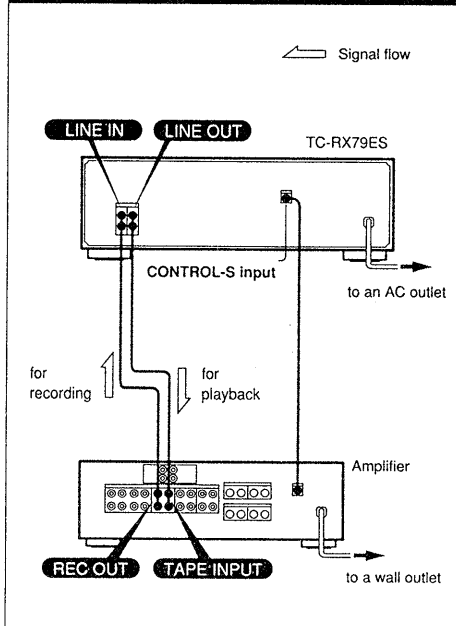 Signal flow
LINE IN
LINE OUT
TC-RX79ES
CONTROL-S input
to an AC outlet
for
recording
for
playback
Amplifier
REC OUT
TAPE INPUT
to a wall outlet